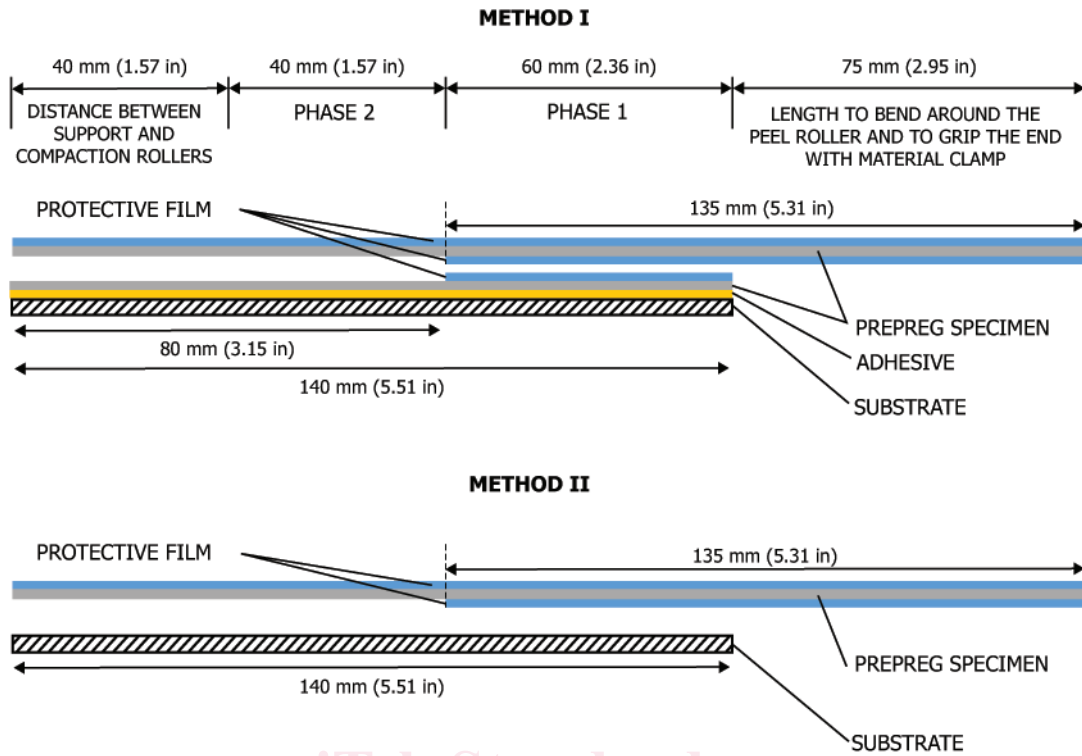 METHOD I
40 mm (1.57 in)
40 mm (1.57 in)
60 mm (2.36 in)
75 mm (2.95 in)
DISTANCE BETWEEN
SUPPORT AND
COMPACTION ROLLERS
PHASE 2
PHASE 1
LENGTH TO BEND AROUND THE
PEEL ROLLER AND TO GRIP THE END
WITH MATERIAL CLAMP
PROTECTIVE FILM
135 mm (5.31 in)
PREPREG SPECIMEN
80 mm (3.15 in)
ADHESIVE
140 mm (5.51 in)
SUBSTRATE
METHOD II
PROTECTIVE FILM
135 mm (5.31 in)
PREPREG SPECIMEN
140 mm (5.51 in)
SUBSTRATE